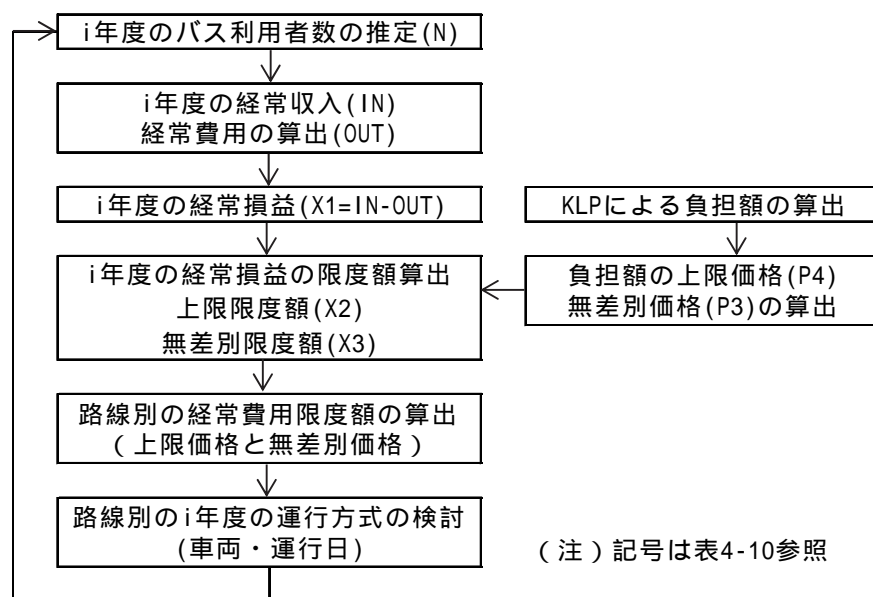 i年度のバス利用者数の推定(N)
i年度の経常収入(IN)
経常費用の算出(OUT)
i年度の経常損益(X1=IN-OUT)
KLPによる負担額の算出
i年度の経常損益の限度額算出
上限限度額(X2)
無差別限度額(X3)
負担額の上限価格(P4)
無差別価格(P3)の算出
路線別の経常費用限度額の算出
（上限価格と無差別価格）
路線別のi年度の運行方式の検討
(車両・運行日)
（注）記号は表4-10参照